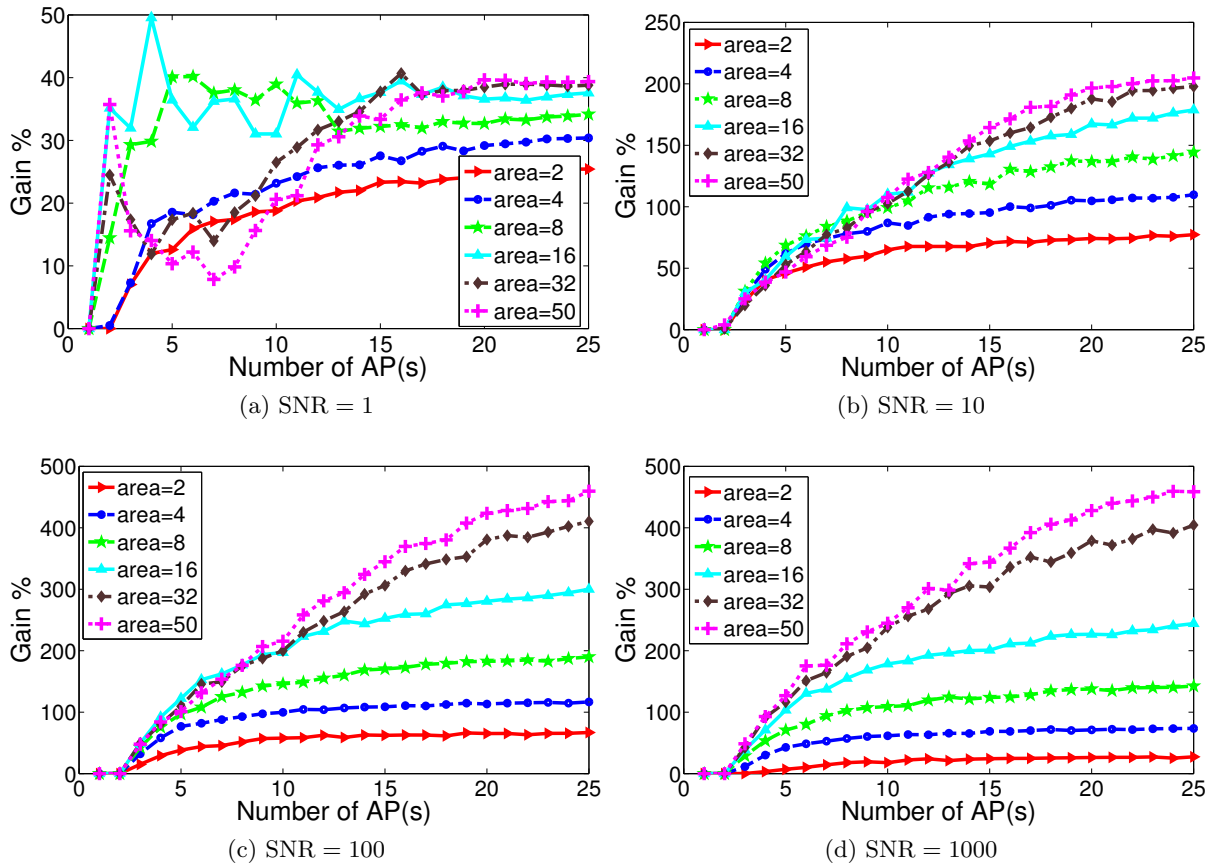 50
40
30
20
10
0
0 5 10 15 20 25
Gain %
Number of AP(s)
area=2
area=4
area=8
area=16
area=32
area=50
(a) SNR = 1
250
200
150
100
50
0
0 5 10 15 20 25
Gain %
Number of AP(s)
area=2
area=4
area=8
area=16
area=32
area=50
(b) SNR = 10
500
400
300
200
100
0
0 5 10 15 20 25
Gain %
Number of AP(s)
area=2
area=4
area=8
area=16
area=32
area=50
(c) SNR = 100
500
400
300
200
100
0
0 5 10 15 20 25
Gain %
Number of AP(s)
area=2
area=4
area=8
area=16
area=32
area=50
(d) SNR = 1000